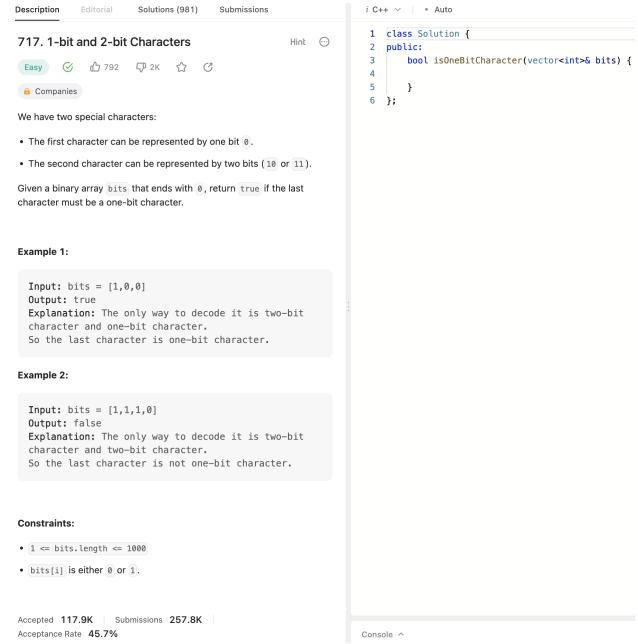 Description Editorial Solutions (981) Submissions
717. 1-bit and 2-bit Characters Hint
Easy 792 2K
Companies
We have two special characters:
• The first character can be represented by one bit 0.
• The second character can be represented by two bits (10 or 11).
Given a binary array bits that ends with 0, return true if the last
character must be a one-bit character.
Example 1:
Input: bits = [1,0,0]
Output: true
Explanation: The only way to decode it is two-bit
character and one-bit character.
So the last character is one-bit character.
Example 2:
Input: bits = [1,1,1,0]
Output: false
Explanation: The only way to decode it is two-bit
character and two-bit character.
So the last character is not one-bit character.
Constraints:
• 1 <= bits.length <= 1000
• bits[i] is either 0 or 1.
Accepted 117.9K Submissions 257.8K
Acceptance Rate 45.7%
i C++ • Auto
1 class Solution {
2 public:
3 bool isOneBitCharacter(vector<int>& bits) {
4
5 }
6 };
Console